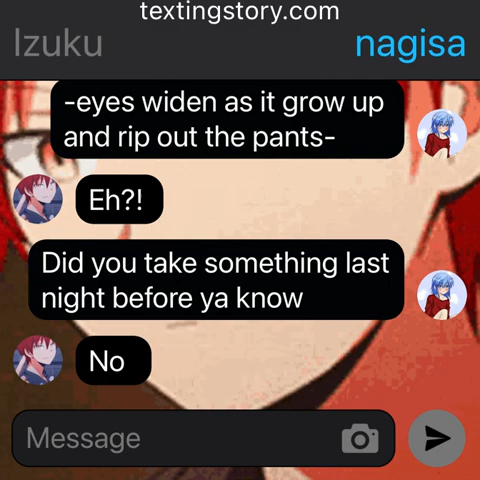 textingstory.com
Izuku
nagisa
-eyes widen as it grow up
and rip out the pants-
Eh?!
Did you take something last
night before ya know
No
Message